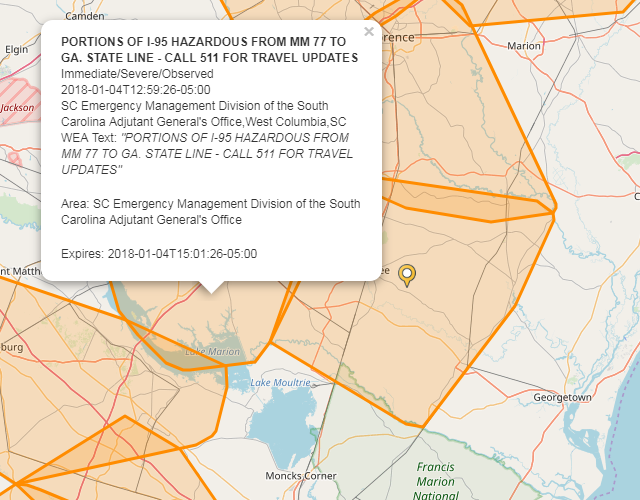 Camden
Elgin
Jackson
orence
Marion
×
PORTIONS OF I-95 HAZARDOUS FROM MM 77 TO
GA. STATE LINE - CALL 511 FOR TRAVEL UPDATES
Immediate/Severe/Observed
2018-01-04T12:59:26-05:00
SC Emergency Management Division of the South
Carolina Adjutant General's Office,West Columbia,SC
WEA Text: "PORTIONS OF I-95 HAZARDOUS FROM
MM 77 TO GA. STATE LINE - CALL 511 FOR TRAVEL
UPDATES"
Area: SC Emergency Management Division of the South
Carolina Adjutant General's Office
Expires: 2018-01-04T15:01:26-05:00
nt Matth
ee
burg
Lake Marion
Lake Moultrie
Georgetown
Moncks Corner
Francis
Marion
National